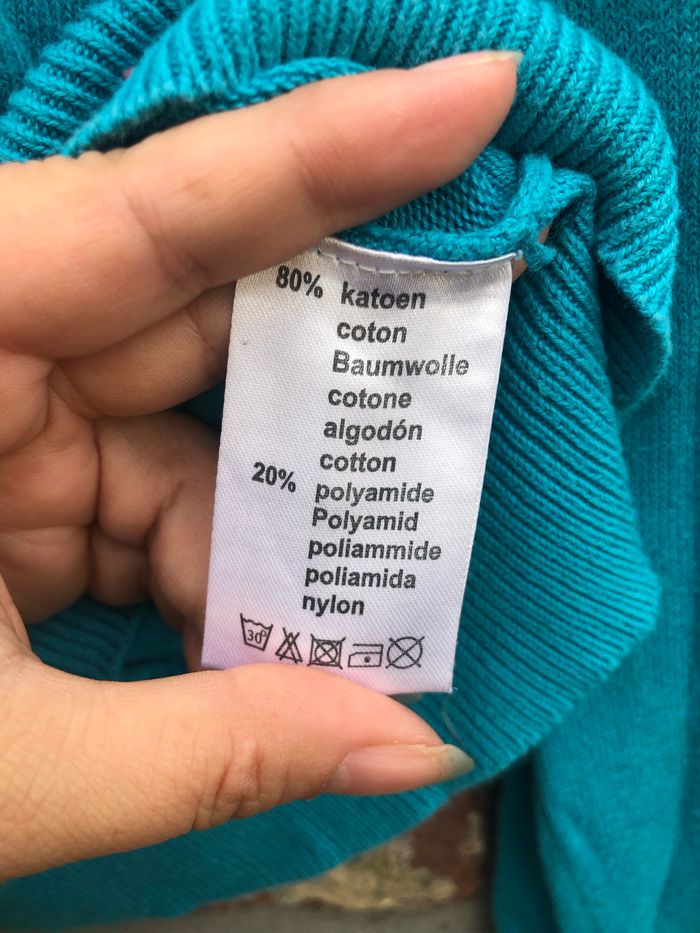 80% katoen
coton
Baumwolle
cotone
algodón
cotton
20% polyamide
Polyamid
poliammide
poliamida
nylon
30°